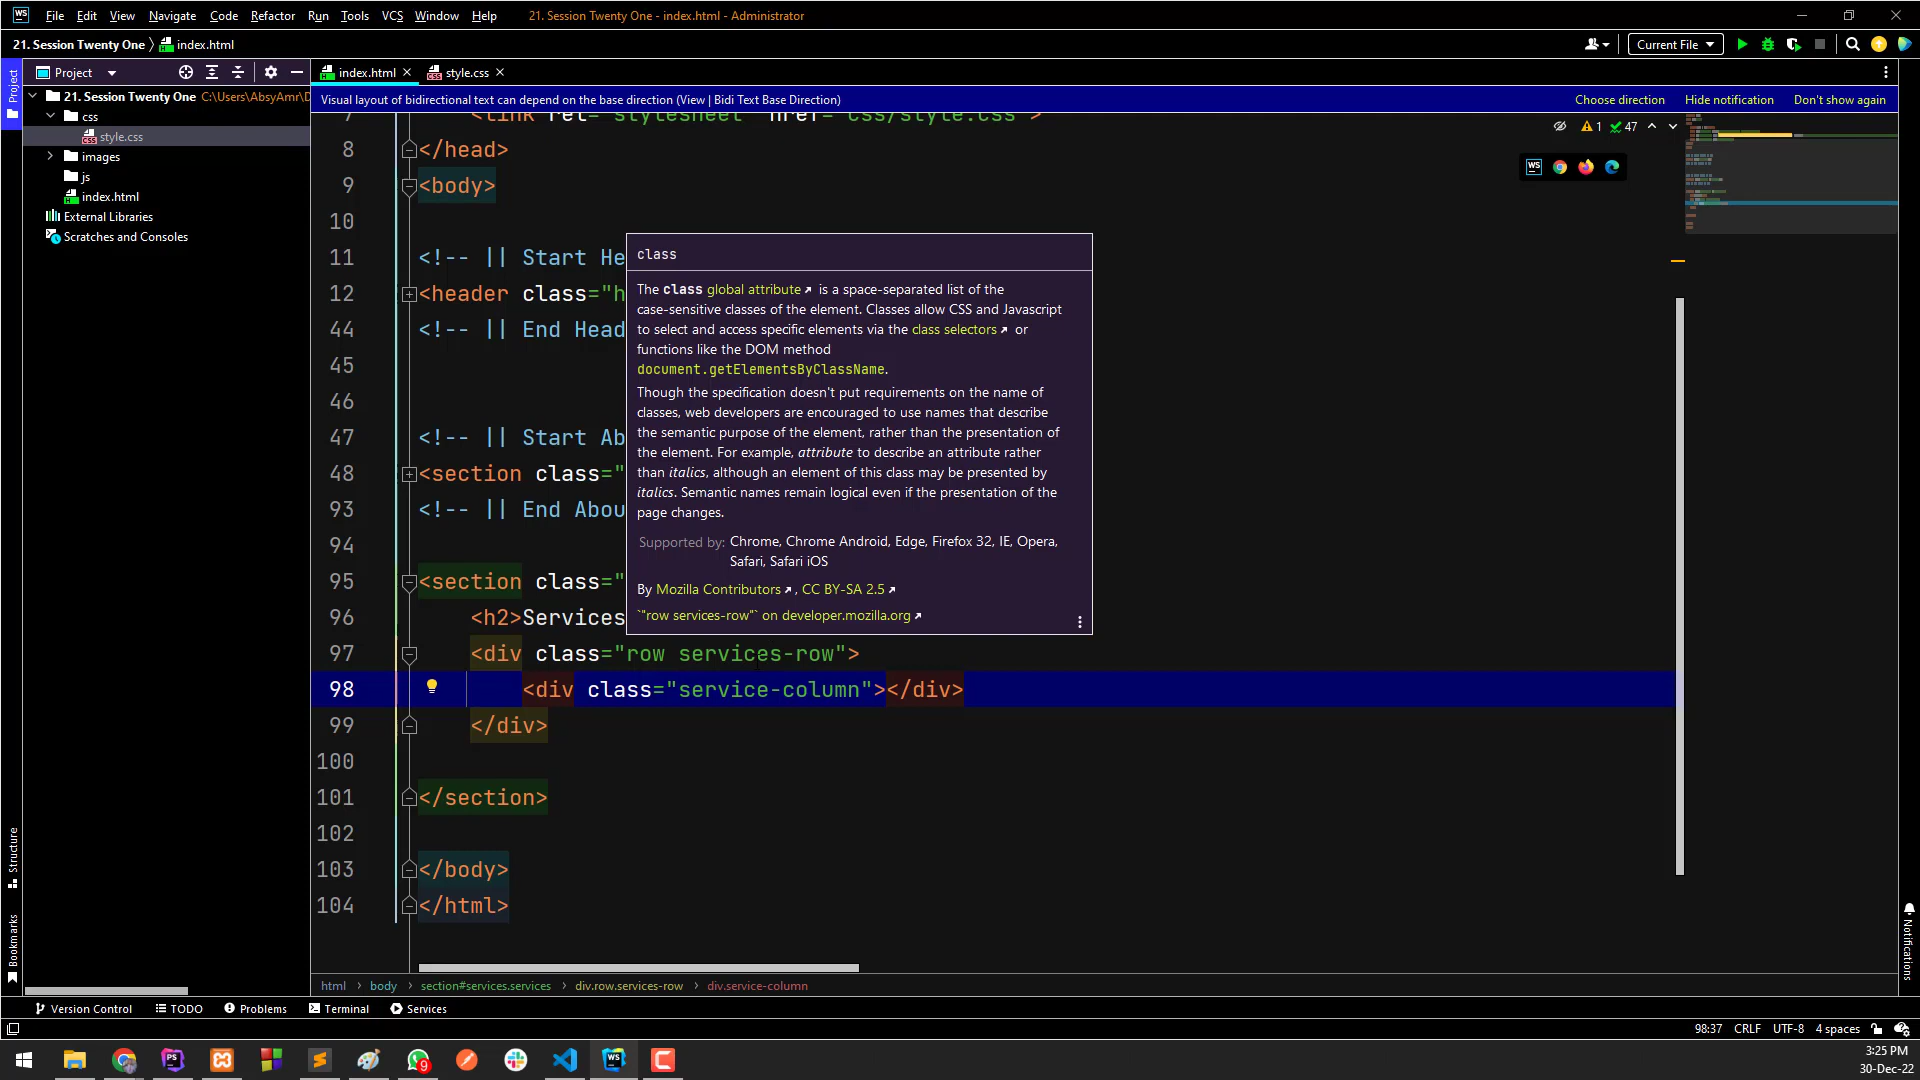 WS File Edit View Navigate Code Refactor Run Tools VCS Window Help 21. Session Twenty One - index.html - Administrator
21. Session Twenty One index.html
Current File
Project
index.html style.css
21. Session Twenty One C:\Users\AbsyAmr\D
css
style.css
images
js
index.html
External Libraries
Scratches and Consoles
Project
Structure
Bookmarks
Notifications
Visual layout of bidirectional text can depend on the base direction (View | Bidi Text Base Direction) Choose direction Hide notification Don't show again
1 47
7 <link rel="stylesheet" href="css/style.css">
8 </head>
9 <body>
10
11 <!-- || Start He
12 <header class="h
44 <!-- || End Head
45
46
47 <!-- || Start Ab
48 <section class="
93 <!-- || End Abou
94
95 <section class="
96 <h2>Services
97 <div class="row services-row">
98 <div class="service-column"></div>
99 </div>
100
101 </section>
102
103 </body>
104 </html>
class
The class global attribute is a space-separated list of the
case-sensitive classes of the element. Classes allow CSS and Javascript
to select and access specific elements via the class selectors or
functions like the DOM method
document.getElementsByClassName.
Though the specification doesn't put requirements on the name of
classes, web developers are encouraged to use names that describe
the semantic purpose of the element, rather than the presentation of
the element. For example, attribute to describe an attribute rather
than italics, although an element of this class may be presented by
italics. Semantic names remain logical even if the presentation of the
page changes.
Supported by: Chrome, Chrome Android, Edge, Firefox 32, IE, Opera,
Safari, Safari iOS
By Mozilla Contributors , CC BY-SA 2.5
`"row services-row"` on developer.mozilla.org
html body section#services.services div.row.services-row div.service-column
Version Control TODO Problems Terminal Services
98:37 CRLF UTF-8 4 spaces
9
3:25 PM
30-Dec-22